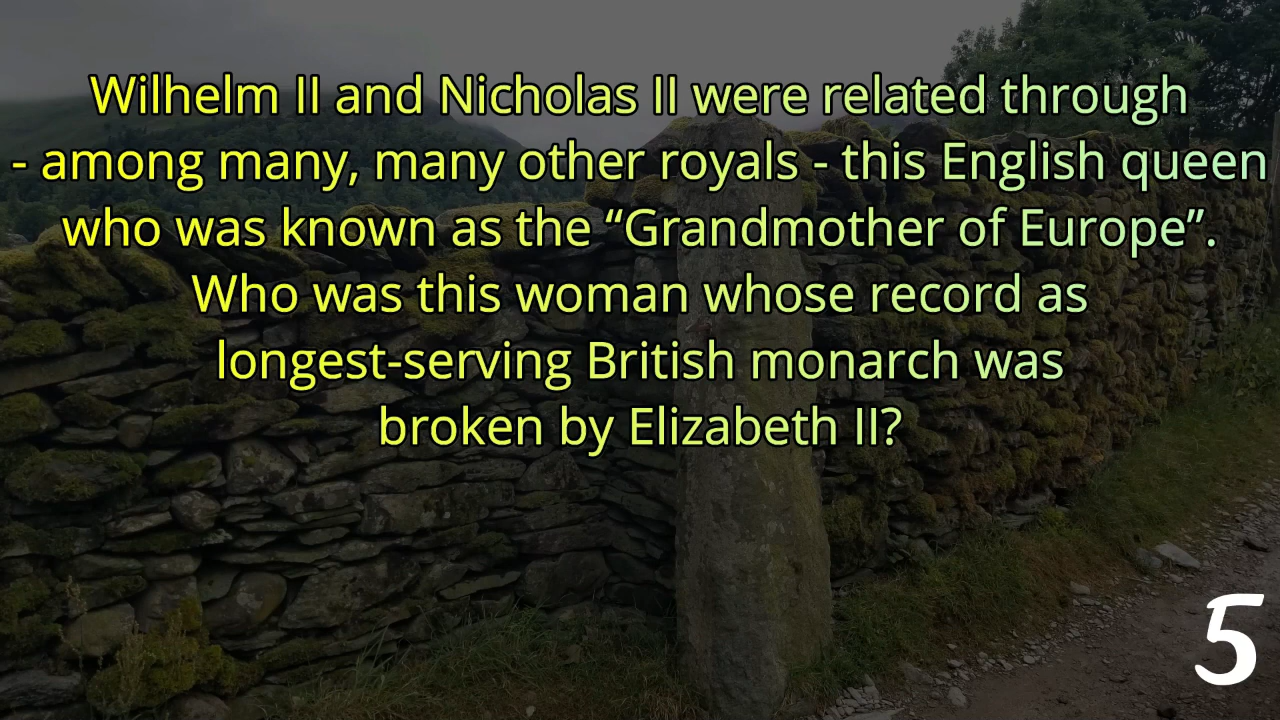 Wilhelm II and Nicholas II were related through
- among many, many other royals - this English queen
who was known as the “Grandmother of Europe”.
Who was this woman whose record as
longest-serving British monarch was
broken by Elizabeth II?
5